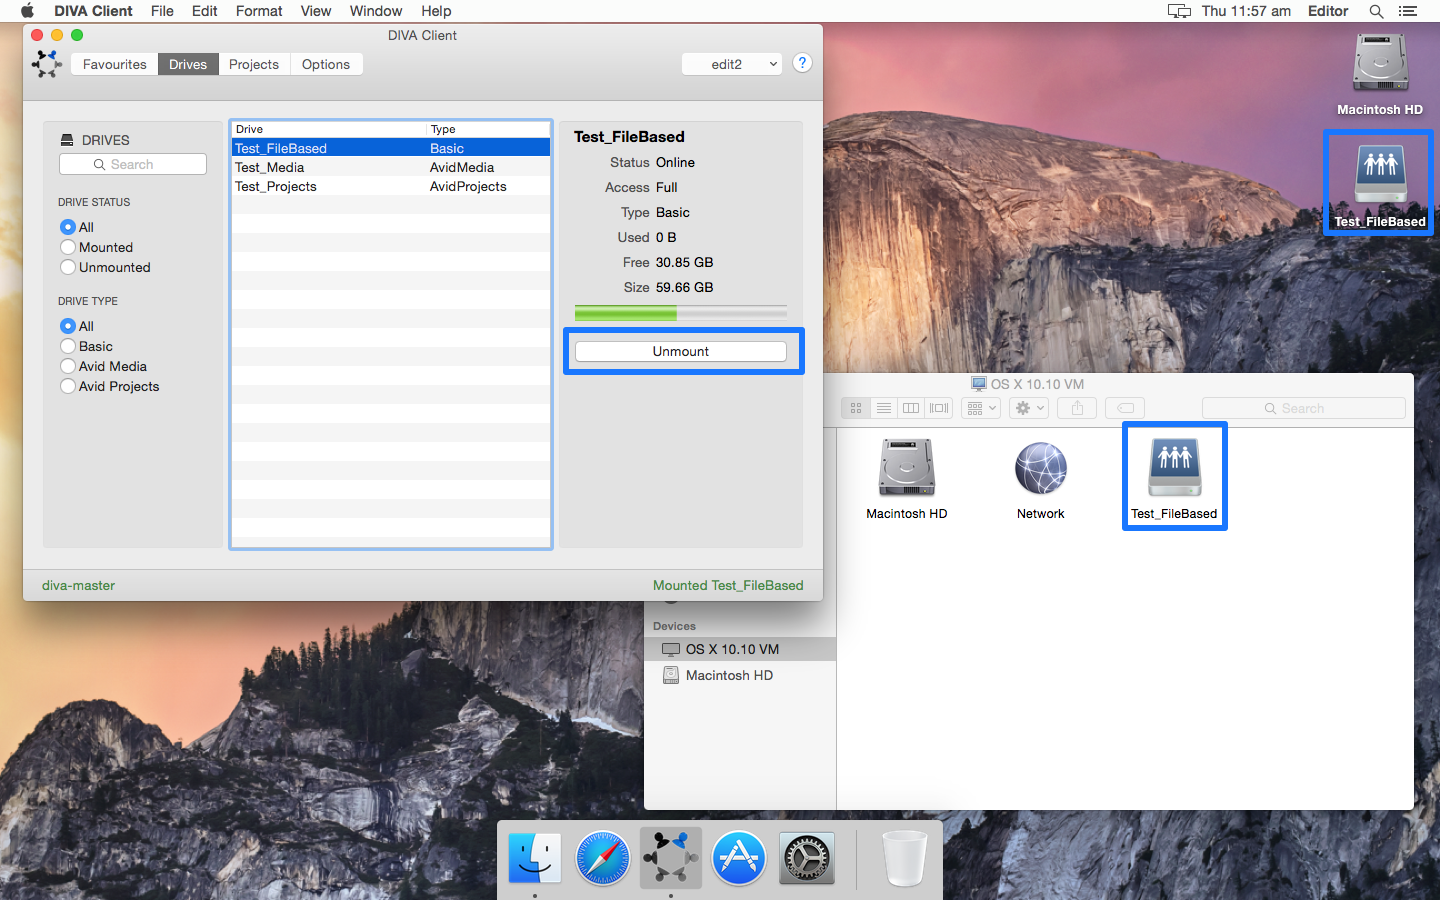 DIVA Client File Edit Format View Window Help Thu 11:57 am Editor
DIVA Client
Favourites Drives Projects Options edit2 ?
Macintosh HD
Test_FileBased
DRIVES
Search
DRIVE STATUS
All
Mounted
Unmounted
DRIVE TYPE
All
Basic
Avid Media
Avid Projects
Drive Type
Test_FileBased Basic
Test_Media AvidMedia
Test_Projects AvidProjects
Test_FileBased
Status Online
Access Full
Type Basic
Used 0 B
Free 30.85 GB
Size 59.66 GB
Unmount
diva-master Mounted Test_FileBased
OS X 10.10 VM
Search
Macintosh HD Network Test_FileBased
Devices
OS X 10.10 VM
Macintosh HD